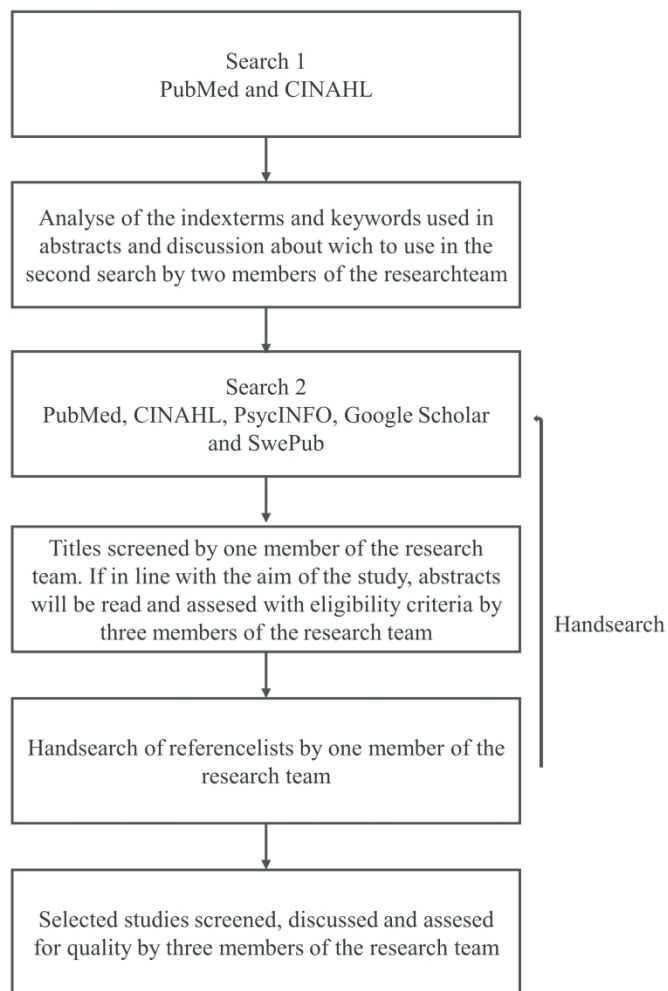 Search 1
PubMed and CINAHL
Analyse of the indexterms and keywords used in
abstracts and discussion about wich to use in the
second search by two members of the researchteam
Search 2
PubMed, CINAHL, PsycINFO, Google Scholar
and SwePub
Titles screened by one member of the research
team. If in line with the aim of the study, abstracts
will be read and assesed with eligibility criteria by
three members of the research team
Handsearch
Handsearch of referencelists by one member of the
research team
Selected studies screened, discussed and assesed
for quality by three members of the research team